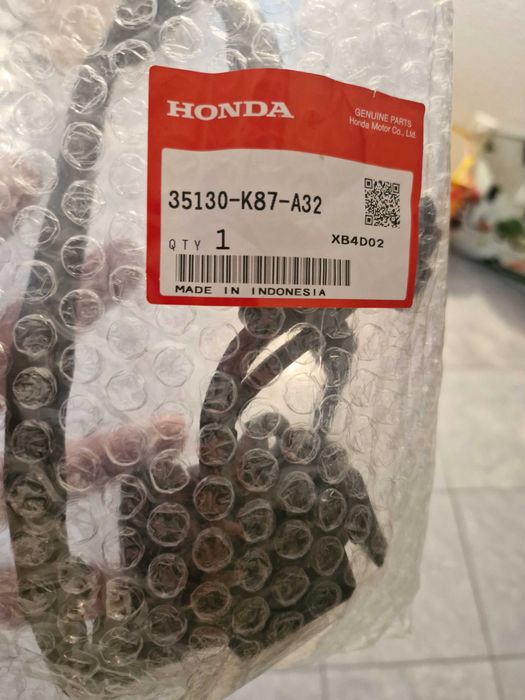 HONDA
GENUINE PARTS
Honda Motor Co., Ltd.
35130-K87-A32
QTY 1
XB4D02
MADE IN INDONESIA